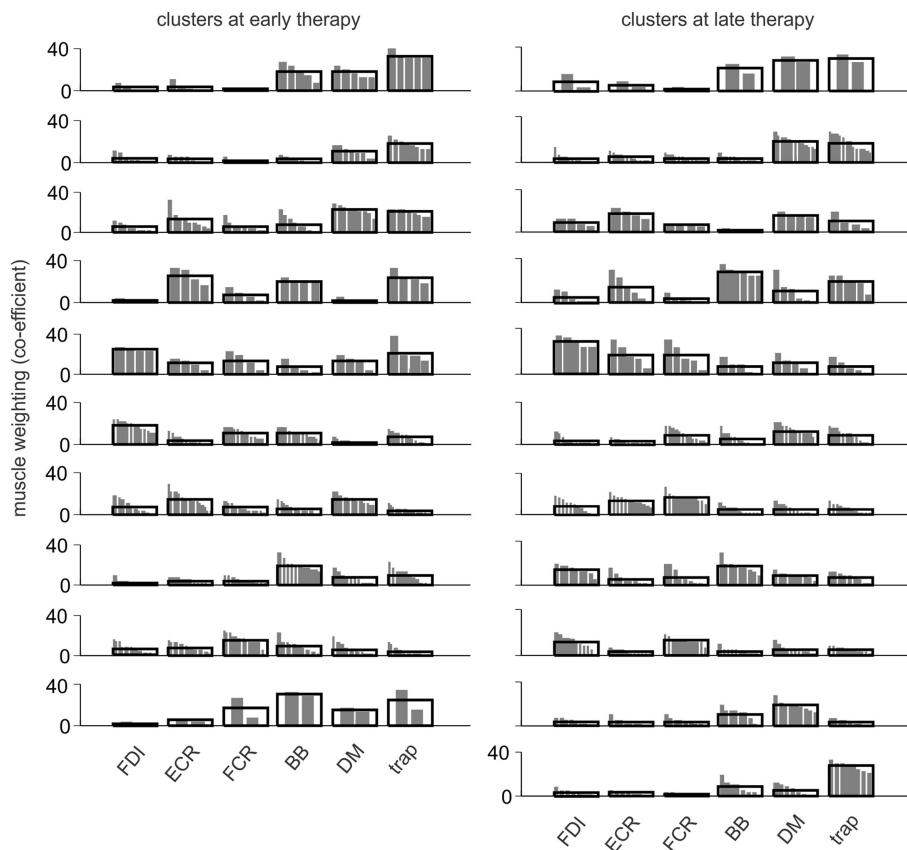 clusters at early therapy
clusters at late therapy
muscle weighting (co-efficient)
40
0
40
0
40
0
40
0
40
0
40
0
40
0
40
0
40
0
40
0
FDI
ECR
FCR
BB
DM
trap
40
0
FDI
ECR
FCR
BB
DM
trap